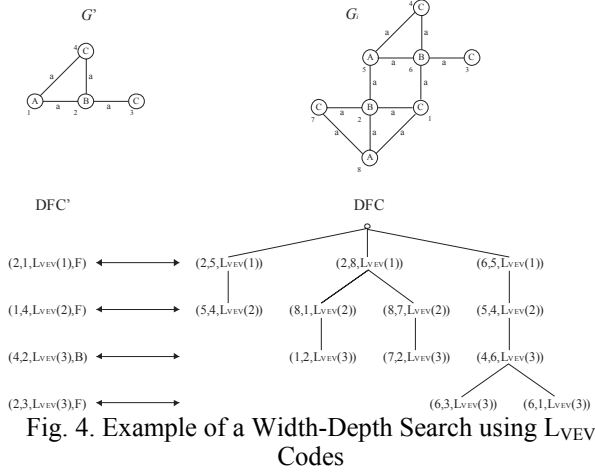 G' Gi
4 C
C
4
a a
a a
A a B a C
5 6 3
a a
A a B a C
1 2 3
C a B a C
7 2 1
a a a
A
8
DFC' DFC
(2,1,LVEV(1),F) (2,5,LVEV(1)) (2,8,LVEV(1)) (6,5,LVEV(1))
(1,4,LVEV(2),F) (5,4,LVEV(2)) (8,1,LVEV(2)) (8,7,LVEV(2)) (5,4,LVEV(2))
(4,2,LVEV(3),B) (1,2,LVEV(3)) (7,2,LVEV(3)) (4,6,LVEV(3))
(2,3,LVEV(3),F) (6,3,LVEV(3)) (6,1,LVEV(3))
Fig. 4. Example of a Width-Depth Search using LVEV
Codes